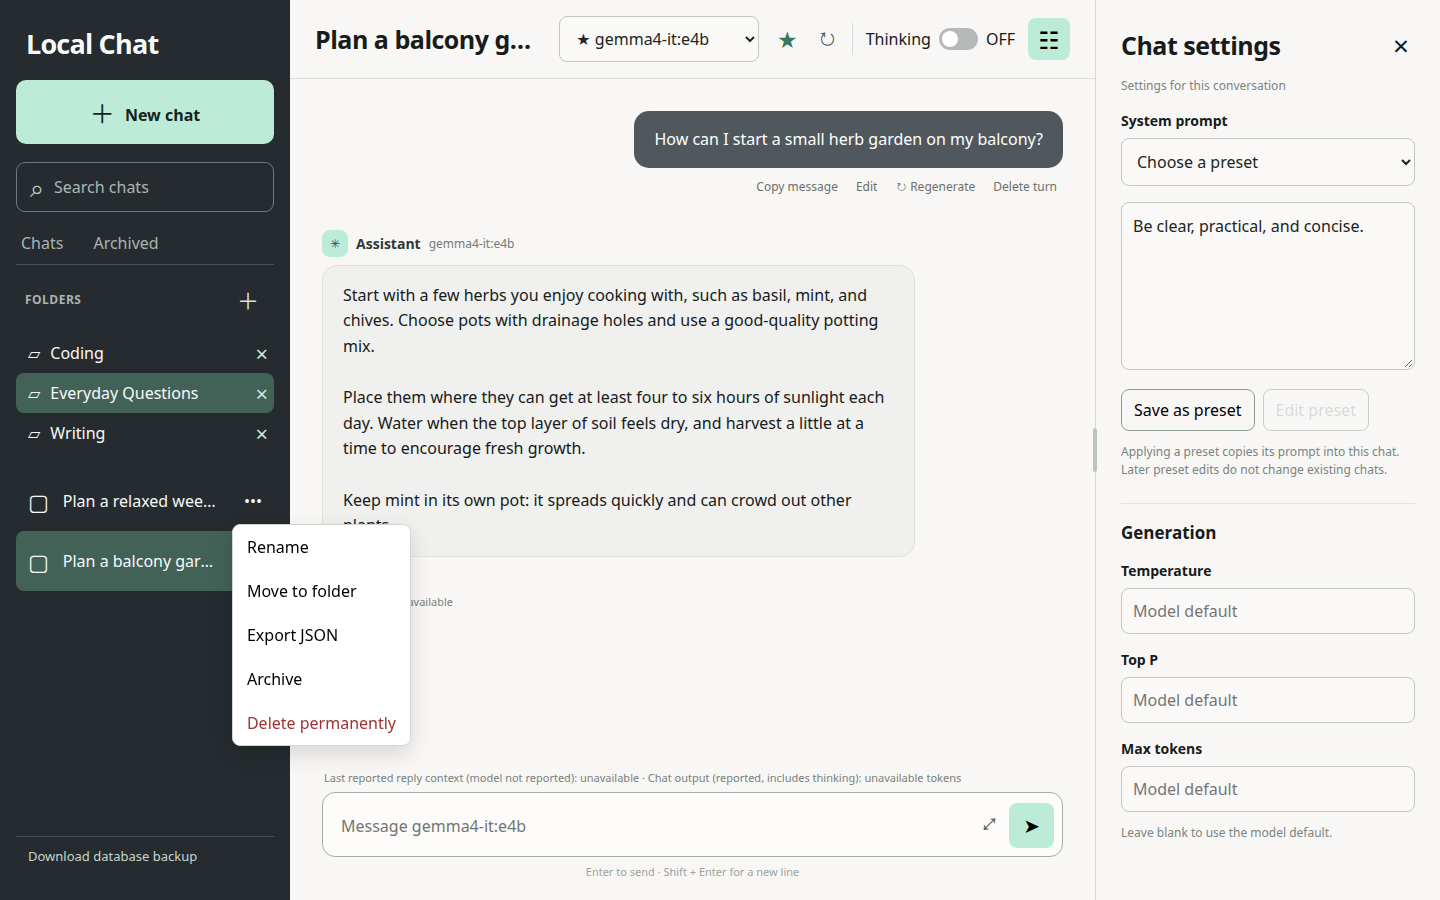 Local Chat
New chat
Search chats
Chats Archived
FOLDERS
Coding
Everyday Questions
Writing
Plan a relaxed wee...
Plan a balcony gar...
Rename
Move to folder
Export JSON
Archive
Delete permanently
Download database backup
Plan a balcony g...
★ gemma4-it:e4b
Thinking OFF
How can I start a small herb garden on my balcony?
Copy message Edit ↻ Regenerate Delete turn
Assistant gemma4-it:e4b
Start with a few herbs you enjoy cooking with, such as basil, mint, and
chives. Choose pots with drainage holes and use a good-quality potting
mix.
Place them where they can get at least four to six hours of sunlight each
day. Water when the top layer of soil feels dry, and harvest a little at a
time to encourage fresh growth.
Keep mint in its own pot: it spreads quickly and can crowd out other
plants.
Last reported reply context (model not reported): unavailable · Chat output (reported, includes thinking): unavailable tokens
Message gemma4-it:e4b
Enter to send · Shift + Enter for a new line
Chat settings
Settings for this conversation
System prompt
Choose a preset
Be clear, practical, and concise.
Save as preset Edit preset
Applying a preset copies its prompt into this chat.
Later preset edits do not change existing chats.
Generation
Temperature
Model default
Top P
Model default
Max tokens
Model default
Leave blank to use the model default.